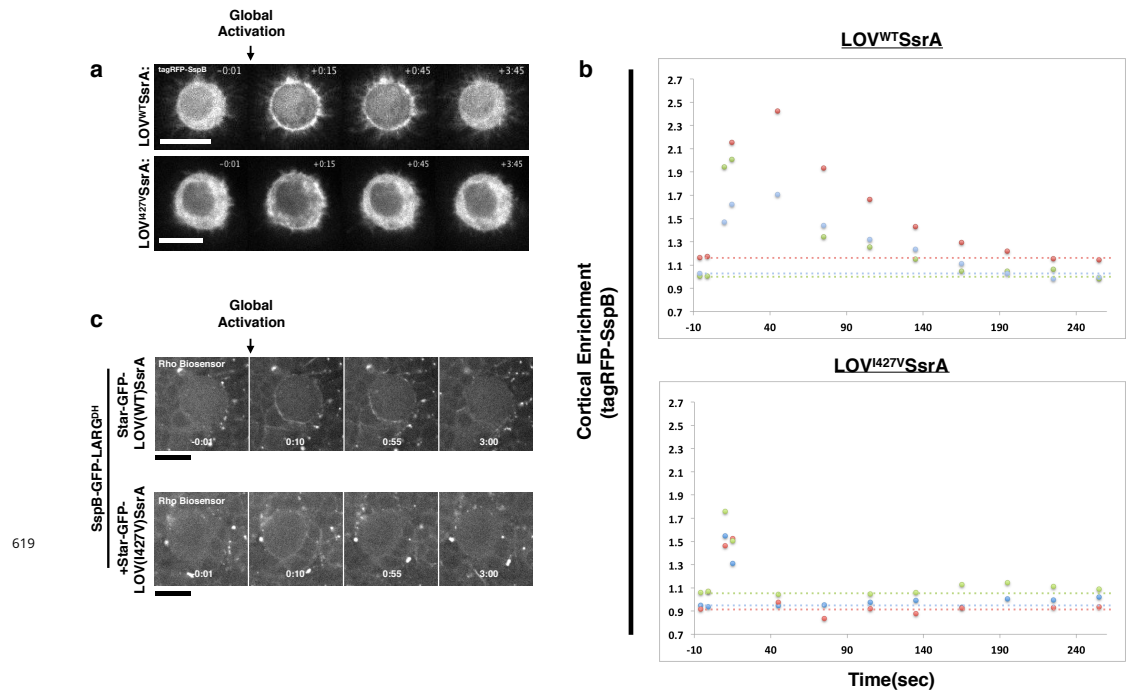 Global
Activation
a
LOVWTSsrA:
tagRFP-SspB
-0:01
+0:15
+0:45
+3:45
LOVI427VSsrA:
-0:01
+0:15
+0:45
+3:45
b
Cortical Enrichment
(tagRFP-SspB)
LOVWTSsrA
2.7
2.5
2.3
2.1
1.9
1.7
1.5
1.3
1.1
0.9
0.7
-10 40 90 140 190 240
LOVI427VSsrA
2.7
2.5
2.3
2.1
1.9
1.7
1.5
1.3
1.1
0.9
0.7
-10 40 90 140 190 240
Time(sec)
c
Global
Activation
SspB-GFP-LARGDH
Star-GFP-
LOV(WT)SsrA
Rho Biosensor
-0:01
0:10
0:55
3:00
+Star-GFP-
LOV(I427V)SsrA
Rho Biosensor
-0:01
0:10
0:55
3:00
619